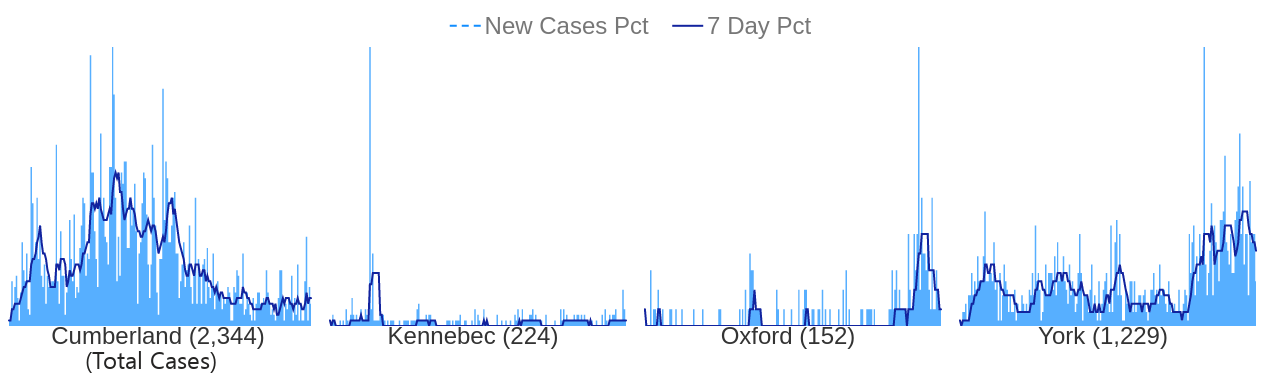 New Cases Pct 7 Day Pct
Cumberland (2,344) Kennebec (224) Oxford (152) York (1,229)
(Total Cases)